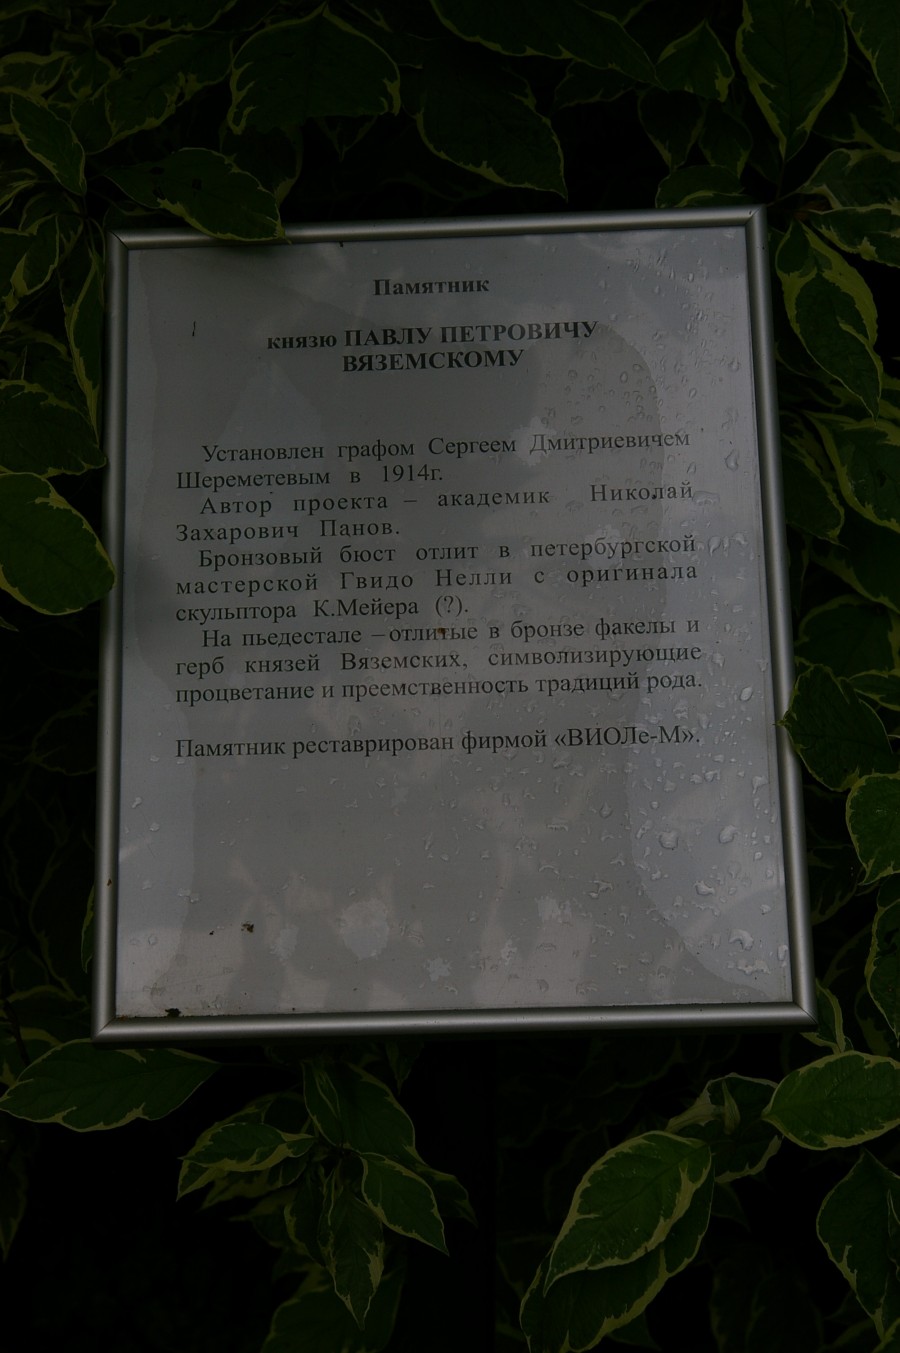 Памятник
князю ПАВЛУ ПЕТРОВИЧУ
ВЯЗЕМСКОМУ
Установлен графом Сергеем Дмитриевичем
Шереметевым в 1914г.
Автор проекта – академик Николай
Захарович Панов.
Бронзовый бюст отлит в петербургской
мастерской Гвидо Нелли с оригинала
скульптора К.Мейера (?).
На пьедестале –отлитые в бронзе факелы и
герб князей Вяземских, символизирующие
процветание и преемственность традиций рода.
Памятник реставрирован фирмой «ВИОЛе-М».